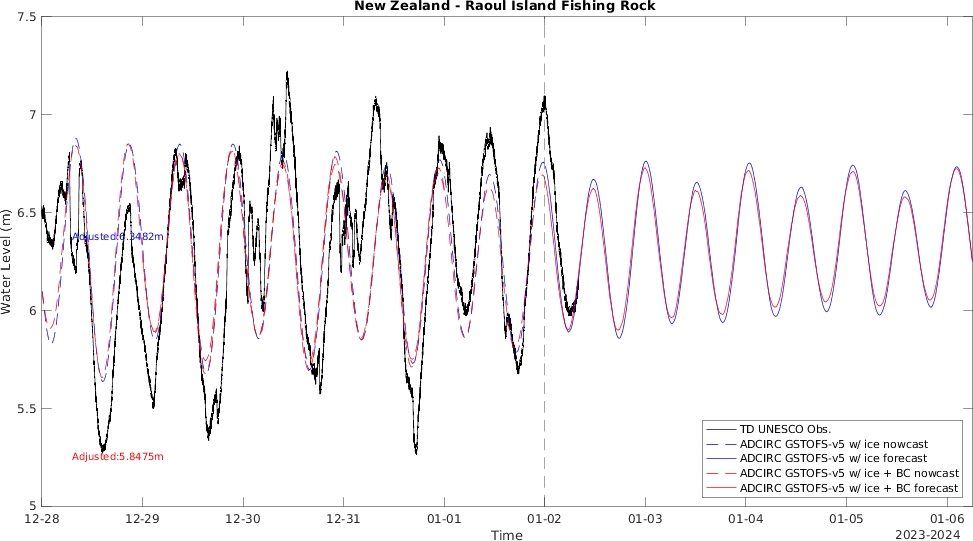 New Zealand - Raoul Island Fishing Rock
7.5
7
6.5
6
5.5
5
Water Level (m)
Adjusted:6.3482m
Adjusted:5.8475m
TD UNESCO Obs.
ADCIRC GSTOFS-v5 w/ ice nowcast
ADCIRC GSTOFS-v5 w/ ice forecast
ADCIRC GSTOFS-v5 w/ ice + BC nowcast
ADCIRC GSTOFS-v5 w/ ice + BC forecast
12-28 12-29 12-30 12-31 01-01 01-02 01-03 01-04 01-05 01-06
Time
2023-2024